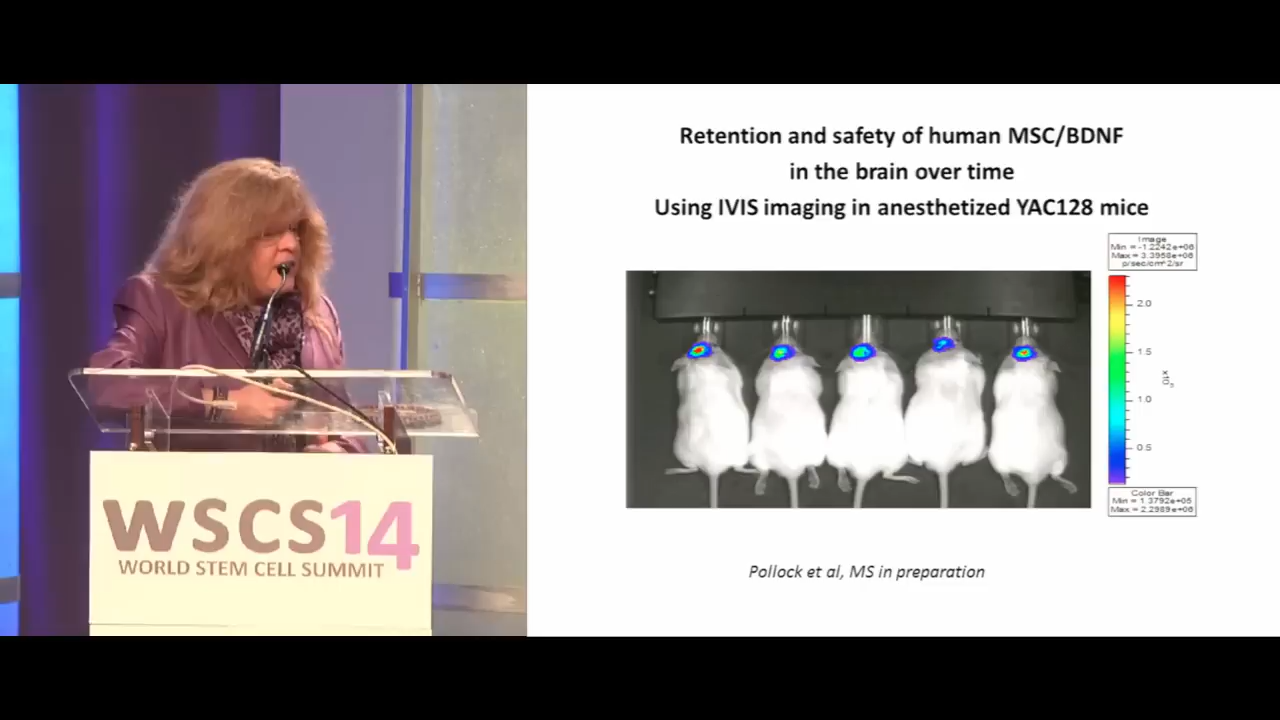 Retention and safety of human MSC/BDNF
in the brain over time
Using IVIS imaging in anesthetized YAC128 mice
Image
Min = -1.2242e+06
Max = 3.3958e+06
p/sec/cm^2/sr
2.0
1.5
1.0
0.5
Color Bar
Min = 1.3792e+05
Max = 2.2989e+06
Pollock et al, MS in preparation
WSCS14
WORLD STEM CELL SUMMIT